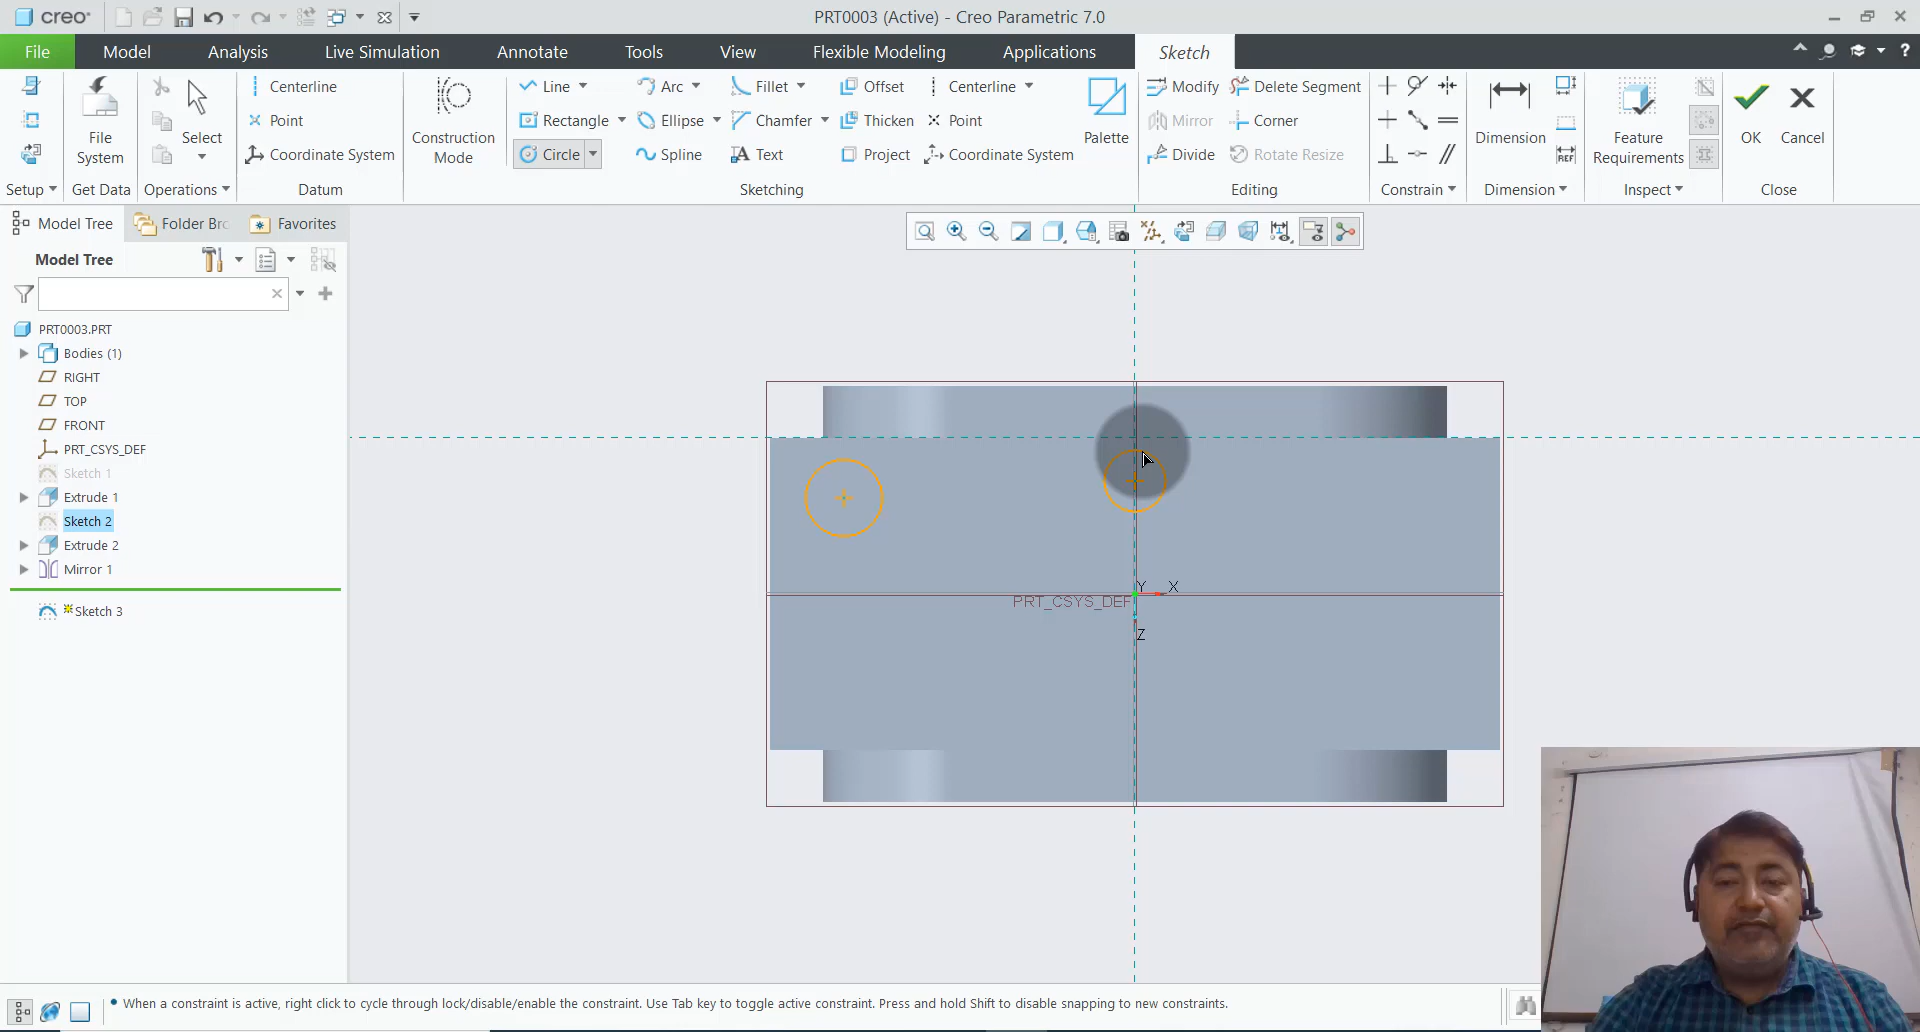 creo
PRT0003 (Active) - Creo Parametric 7.0
File Model Analysis Live Simulation Annotate Tools View Flexible Modeling Applications Sketch
Centerline
Point
Coordinate System
File System
Select
Construction Mode
Line Arc Fillet Offset Centerline
Rectangle Ellipse Chamfer Thicken Point
Circle Spline Text Project Coordinate System
Palette
Modify Delete Segment
Mirror Corner
Divide Rotate Resize
Dimension
REF
Feature Requirements
OK Cancel
Setup Get Data Operations Datum Sketching Editing Constrain Dimension Inspect Close
Model Tree Folder Bro Favorites
Model Tree
PRT0003.PRT
Bodies (1)
RIGHT
TOP
FRONT
PRT_CSYS_DEF
Sketch 1
Extrude 1
Sketch 2
Extrude 2
Mirror 1
Sketch 3
Y X
PRT_CSYS_DEF
Z
When a constraint is active, right click to cycle through lock/disable/enable the constraint. Use Tab key to toggle active constraint. Press and hold Shift to disable snapping to new constraints.